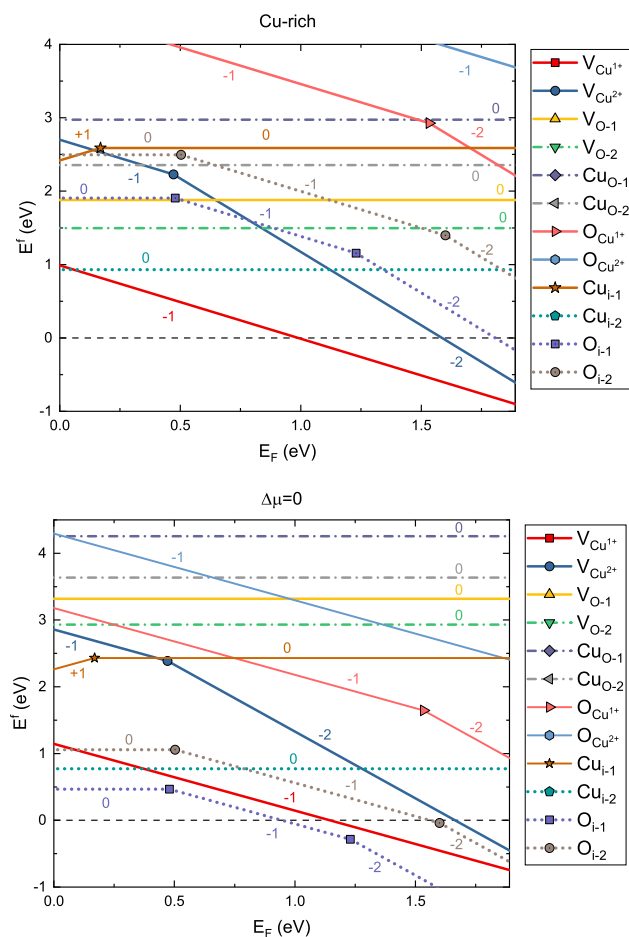 Cu-rich
4
3
2
1
0
-1
E^f (eV)
0.0
0.5
1.0
1.5
E_F (eV)
-1
-1
0
-2
+1
0
0
0
-1
0
-1
0
0
-1
0
-2
0
-1
-2
-2
V_Cu¹⁺
V_Cu²⁺
V_O-1
V_O-2
Cu_O-1
Cu_O-2
O_Cu¹⁺
O_Cu²⁺
Cu_i-1
Cu_i-2
O_i-1
O_i-2
Δμ=0
4
3
2
1
0
-1
E^f (eV)
0.0
0.5
1.0
1.5
E_F (eV)
0
-1
0
0
0
-1
+1
0
-1
-2
-2
0
0
-1
-1
0
-1
-2
-2
V_Cu¹⁺
V_Cu²⁺
V_O-1
V_O-2
Cu_O-1
Cu_O-2
O_Cu¹⁺
O_Cu²⁺
Cu_i-1
Cu_i-2
O_i-1
O_i-2